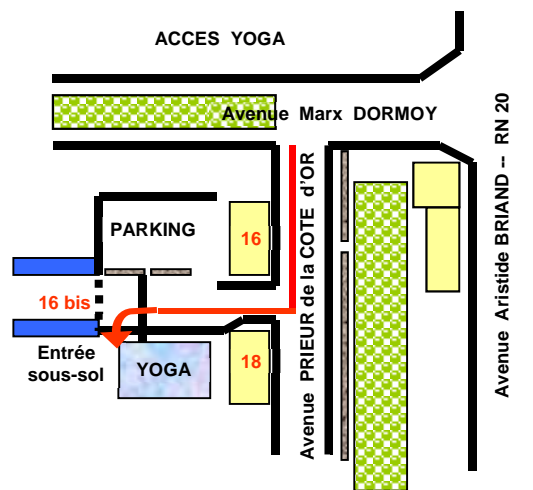 ACCES YOGA
Avenue Marx DORMOY
Avenue Aristide BRIAND -- RN 20
Avenue PRIEUR de la COTE d'OR
PARKING
16
16 bis
Entrée
sous-sol
YOGA
18